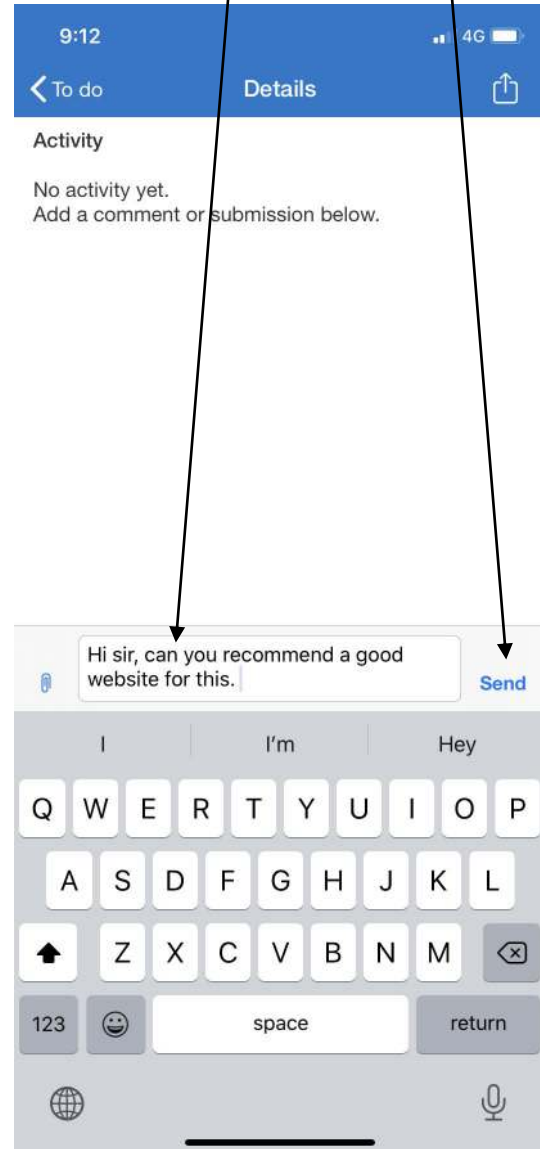 9:12 4G
To do Details
Activity
No activity yet.
Add a comment or submission below.
Hi sir, can you recommend a good
website for this.
Send
I I'm Hey
Q W E R T Y U I O P
A S D F G H J K L
Z X C V B N M
123 space return